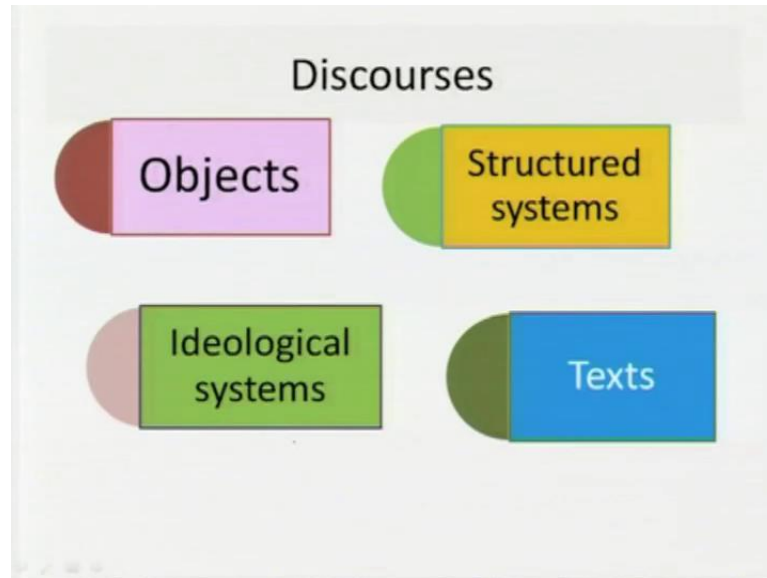 Discourses
Objects
Structured
systems
Ideological
systems
Texts